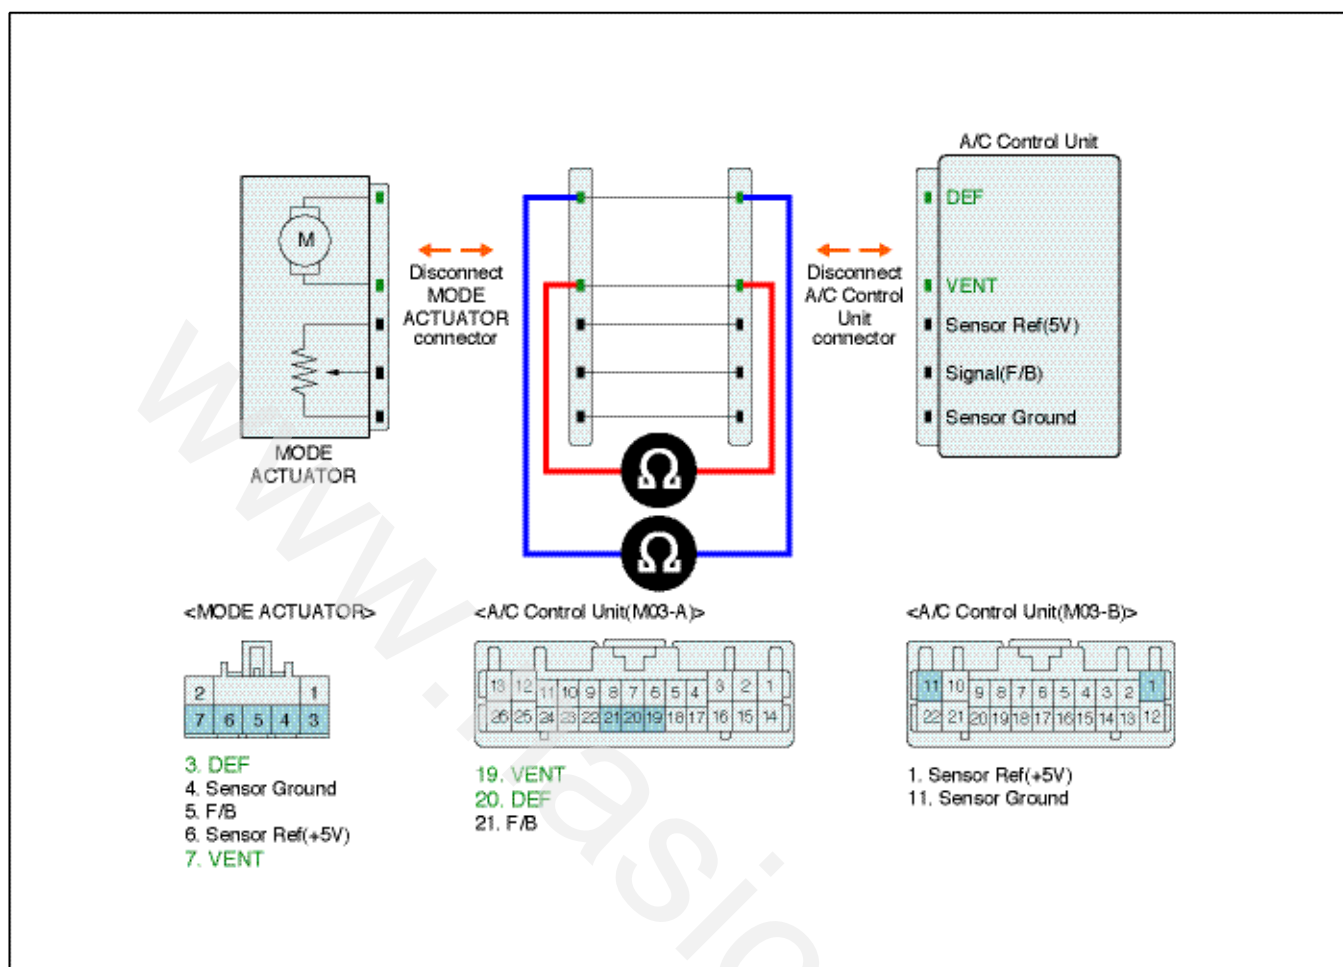 A/C Control Unit
DEF
M
Disconnect
MODE
ACTUATOR
connector
Disconnect
A/C Control
Unit
connector
VENT
Sensor Ref(5V)
Signal(F/B)
Sensor Ground
MODE
ACTUATOR
Ω
Ω
<MODE ACTUATOR>
<A/C Control Unit(M03-A)>
<A/C Control Unit(M03-B)>
2 1
7 6 5 4 3
13 12 11 10 9 8 7 6 5 4 3 2 1
26 25 24 23 22 21 20 19 18 17 16 15 14
11 10 9 8 7 6 5 4 3 2 1
22 21 20 19 18 17 16 15 14 13 12
3. DEF
4. Sensor Ground
5. F/B
6. Sensor Ref(+5V)
7. VENT
19. VENT
20. DEF
21. F/B
1. Sensor Ref(+5V)
11. Sensor Ground